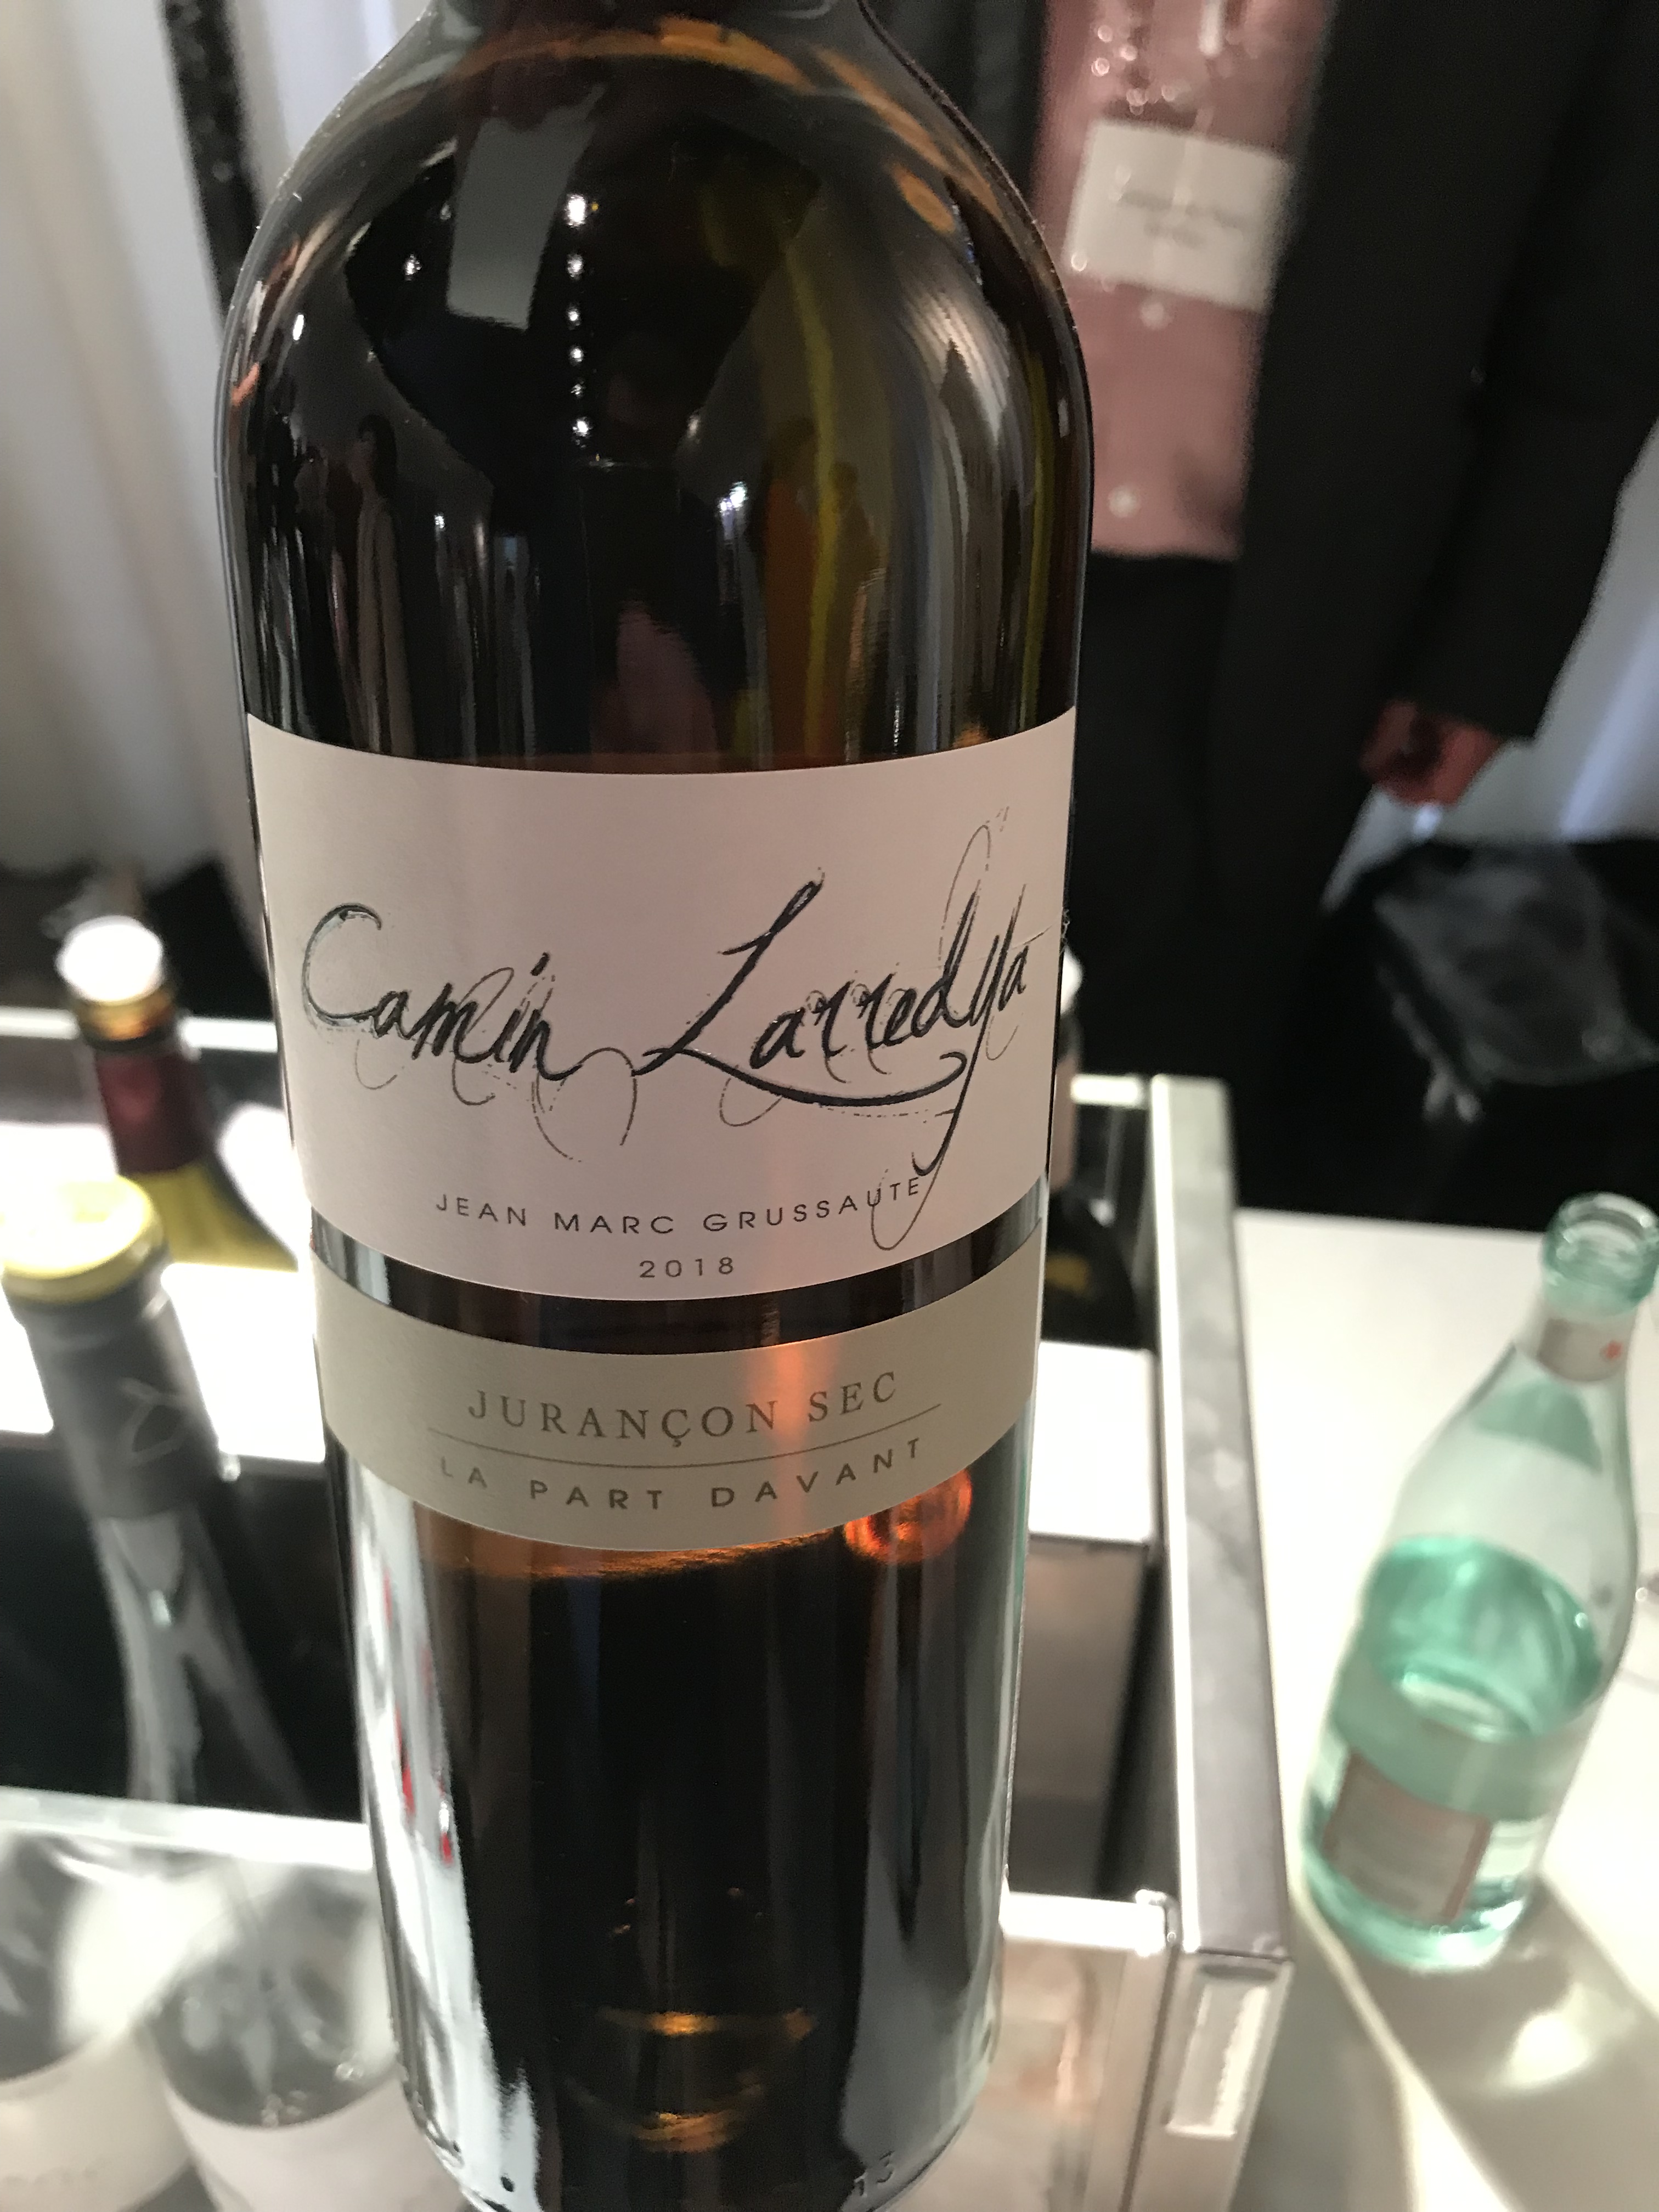 Camin Larredya
JEAN MARC GRUSSAUTE
2018
JURANÇON SEC
LA PART DAVANT